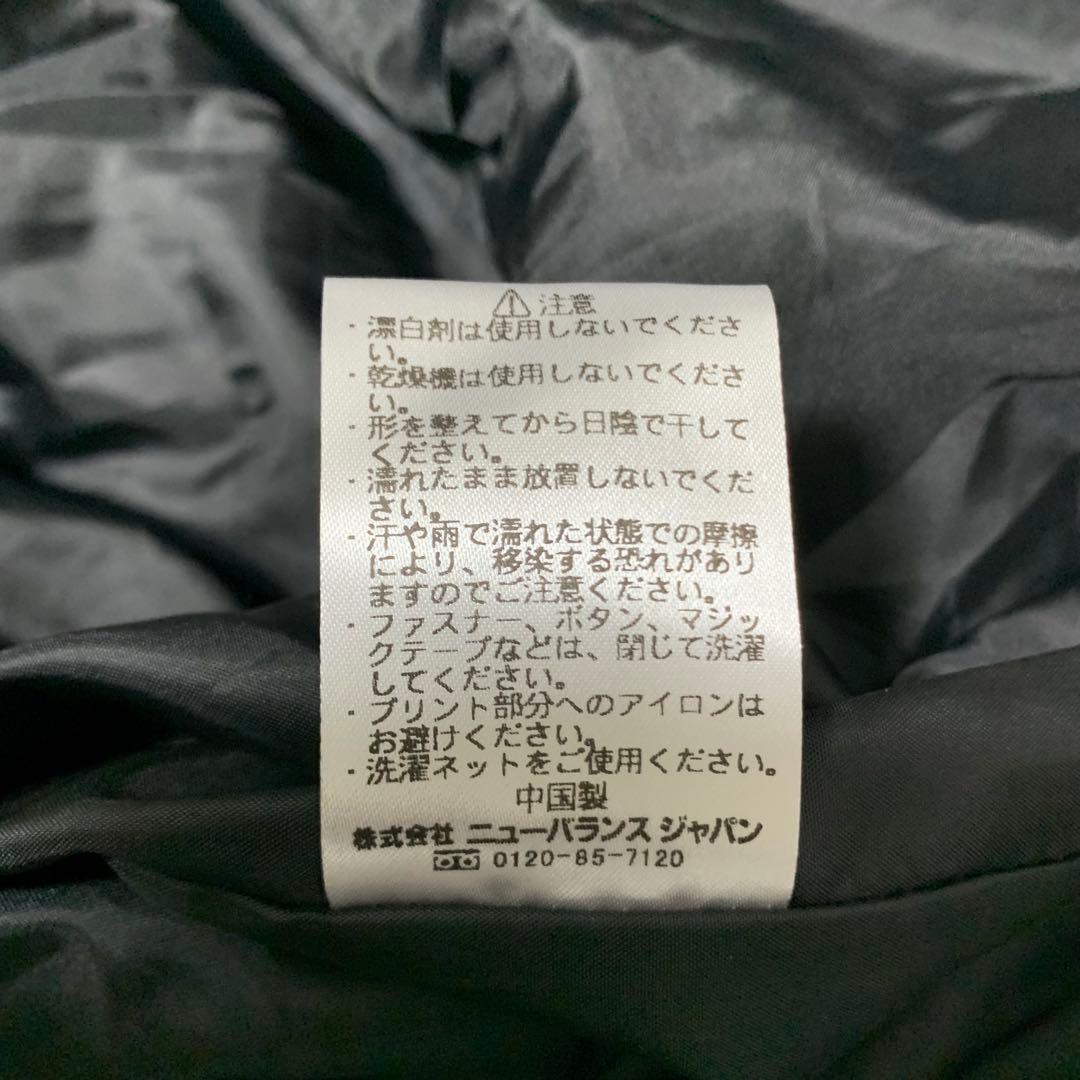 ⚠注意
・漂白剤は使用しないでくださ
い。
・乾燥機は使用しないでくださ
い。
・形を整えてから日陰で干して
ください。
・濡れたまま放置しないでくだ
さい。
・汗や雨で濡れた状態での摩擦
により、移染する恐れがあり
ますのでご注意ください。
・ファスナー、ボタン、マジッ
クテープなどは、閉じて洗濯
してください。
・プリント部分へのアイロンは
お避けください。
・洗濯ネットをご使用ください。
中国製
株式会社 ニューバランス ジャパン
0120-85-7120